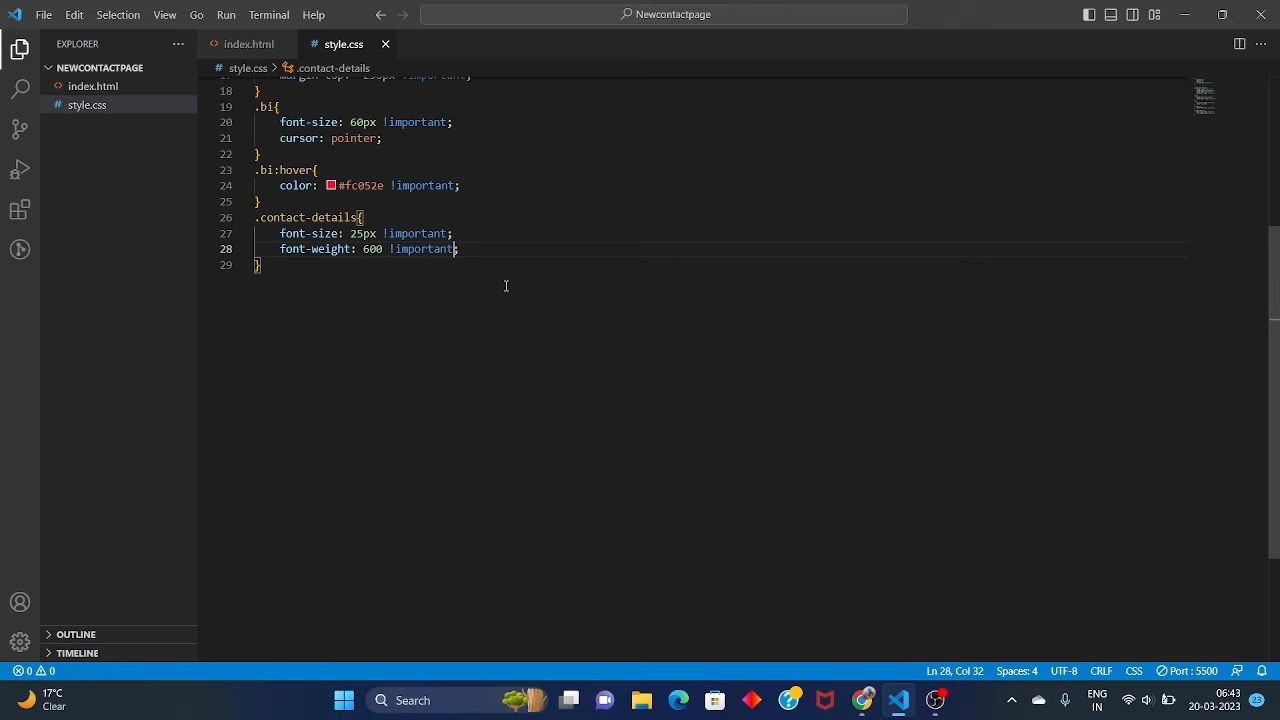 File Edit Selection View Go Run Terminal Help
Newcontactpage
EXPLORER
index.html
style.css
NEWCONTACTPAGE
style.css > .contact-details
index.html
style.css
18 }
19 .bi{
20 font-size: 60px !important;
21 cursor: pointer;
22 }
23 .bi:hover{
24 color: #fc052e !important;
25 }
26 .contact-details{
27 font-size: 25px !important;
28 font-weight: 600 !important;
29 }
OUTLINE
TIMELINE
0 0
Ln 28, Col 32 Spaces: 4 UTF-8 CRLF CSS Port : 5500
17°C
Clear
Search
ENG
IN
06:43
20-03-2023
23